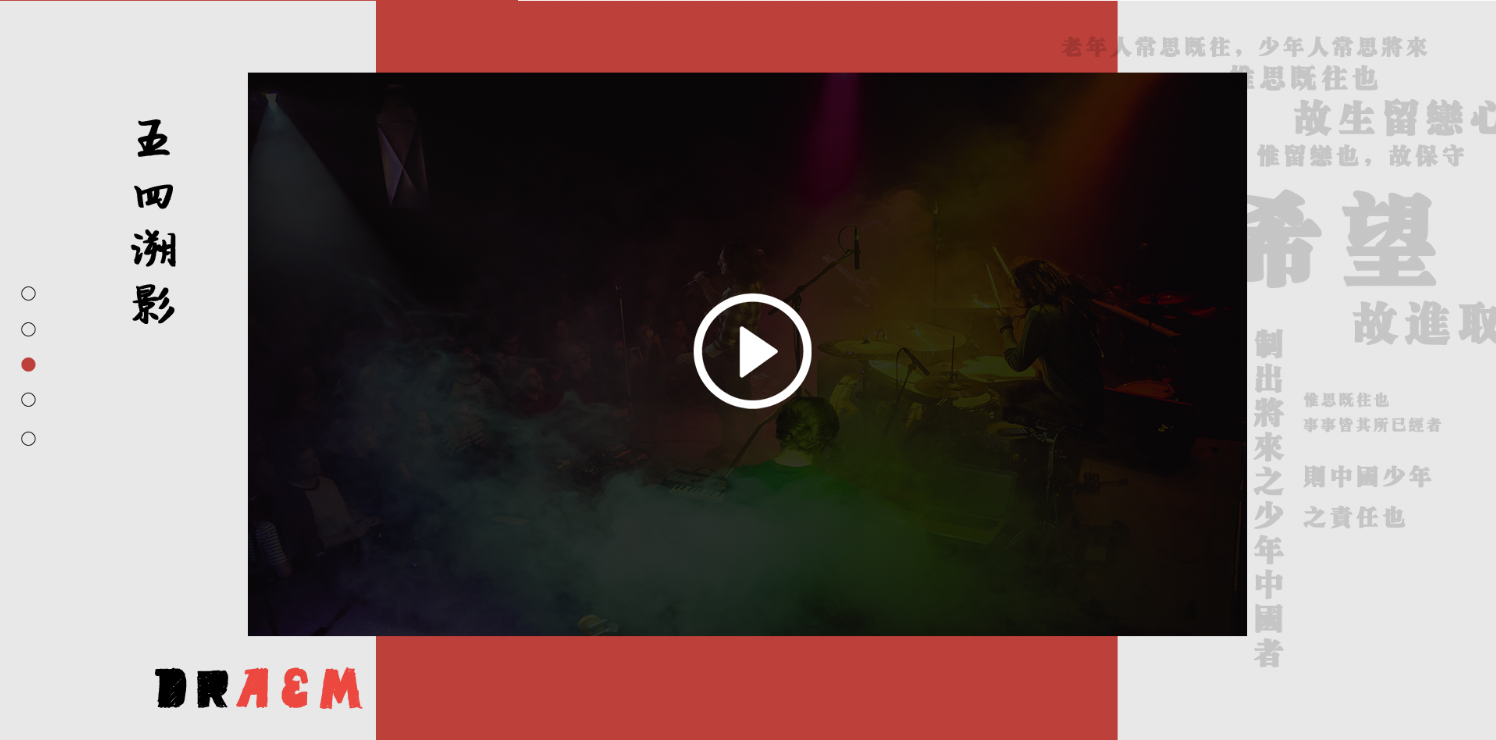 五四溯影
老年人常思既往，少年人常思將來
惟思既往也
故生留戀心
惟留戀也，故保守
希望
故進取
制出將來之少年中國者
惟思既往也
事事皆其所已經者
則中國少年
之責任也
DRAEM